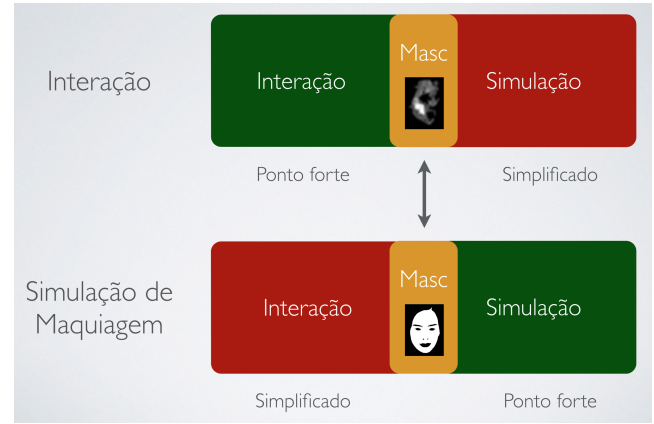 Interação
Interação
Masc
Simulação
Ponto forte
Simplificado
Simulação de
Maquiagem
Interação
Masc
Simulação
Simplificado
Ponto forte